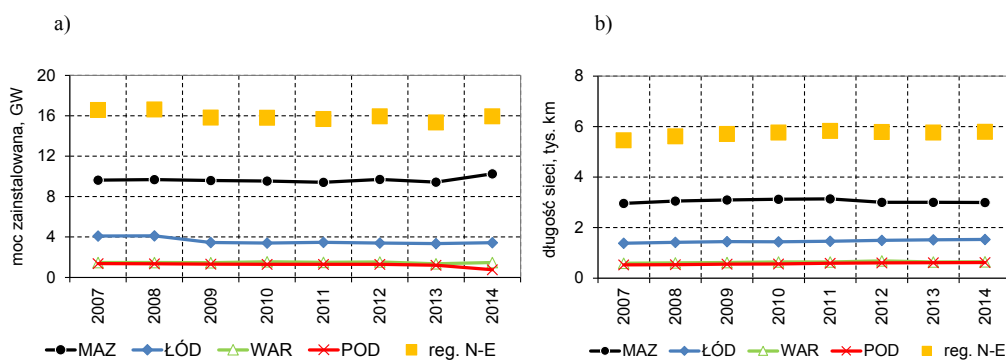 a)
moc zainstalowana, GW
20
16
12
8
4
0
2007 2008 2009 2010 2011 2012 2013 2014
MAZ ŁÓD WAR POD reg. N-E
b)
długość sieci, tys. km
8
6
4
2
0
2007 2008 2009 2010 2011 2012 2013 2014
MAZ ŁÓD WAR POD reg. N-E